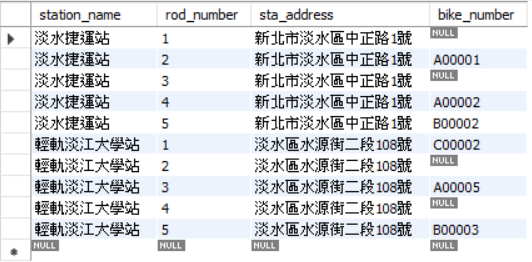 station_name rod_number sta_address bike_number
淡水捷運站 1 新北市淡水區中正路1號 NULL
淡水捷運站 2 新北市淡水區中正路1號 A00001
淡水捷運站 3 新北市淡水區中正路1號 NULL
淡水捷運站 4 新北市淡水區中正路1號 A00002
淡水捷運站 5 新北市淡水區中正路1號 B00002
輕軌淡江大學站 1 淡水區水源街二段108號 C00002
輕軌淡江大學站 2 淡水區水源街二段108號 NULL
輕軌淡江大學站 3 淡水區水源街二段108號 A00005
輕軌淡江大學站 4 淡水區水源街二段108號 NULL
輕軌淡江大學站 5 淡水區水源街二段108號 B00003
NULL NULL NULL NULL